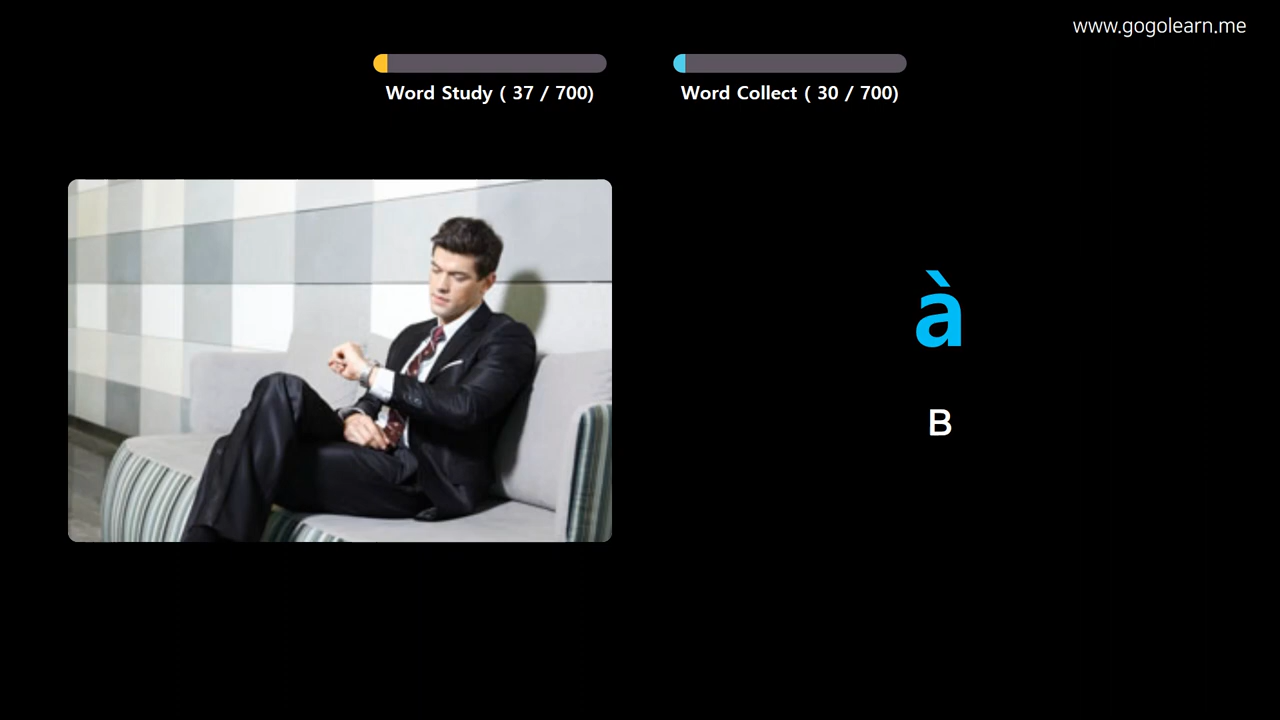 www.gogolearn.me
Word Study ( 37 / 700)
Word Collect ( 30 / 700)
à
В